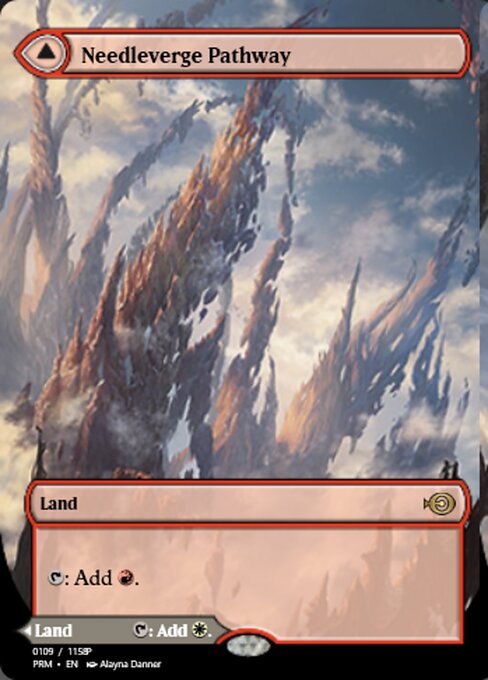 Needleverge Pathway
Land
: Add .
Land : Add .
0109 / 1158P
PRM • EN Alayna Danner